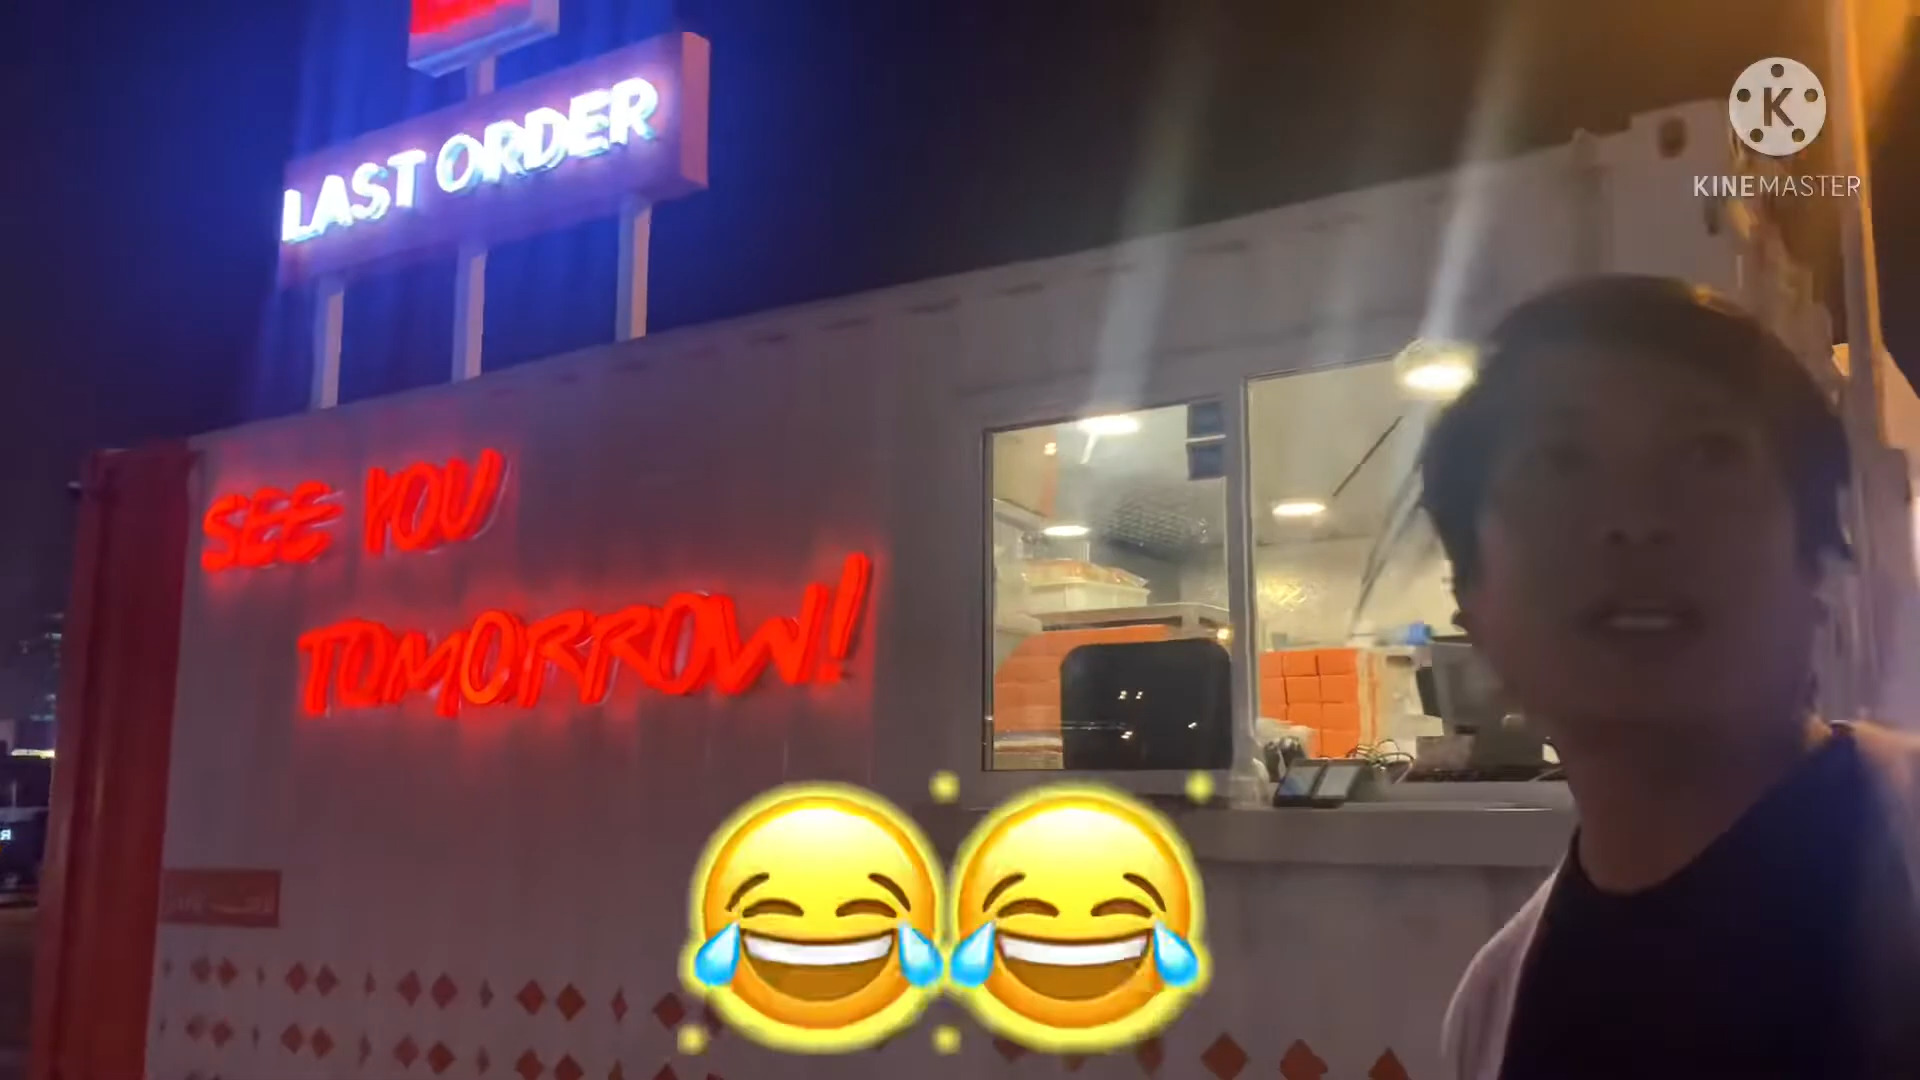 LAST ORDER
SEE YOU
TOMORROW!
K
KINEMASTER